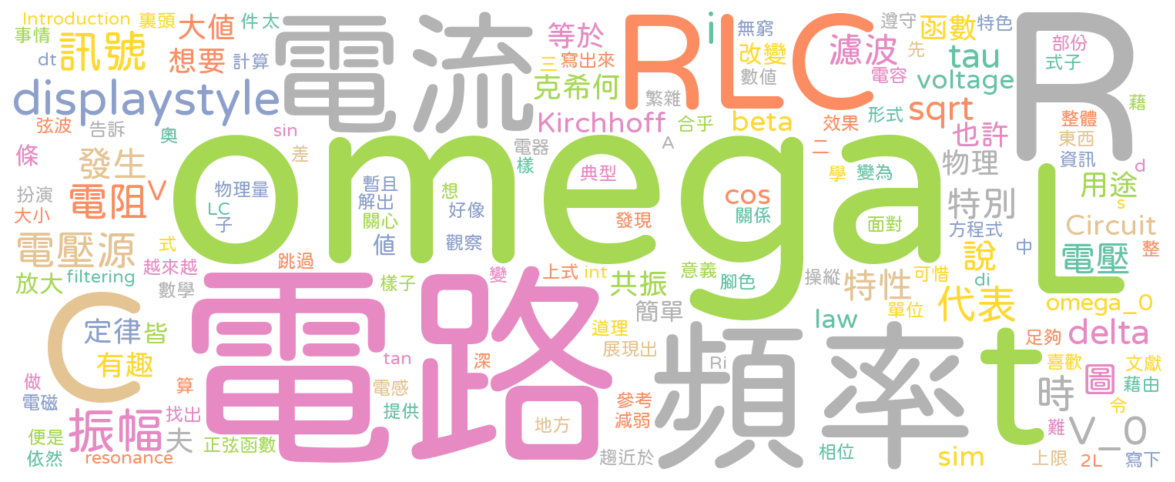 Introduction 裏頭 大值 件 太
電流 RLC i 無窮 遵守 函數 特色
事情 訊號 等於 改變 濾波 先 部份 R
dt 想要 計算 三 寫出來 數值 電容 tau 式子
displaystyle 克希何 繁雜 voltage 藉
弦波 告訴 奧 sin Kirchhoff 合乎 beta 效果 形式 sqrt 整體
條 發生 差 電器 A 二 也許 東西
omega 樣 典型 學 變為 物理 資訊 d
扮演 電阻 V 物理量 暫且 想 cos 特別 用途 s
大小 LC 解出 好像 發現 關係 面對 L
子 關心 方程式 Circuit
電壓源 式 值 觀察 中 電壓 整
放大 filtering 越來越 跳過 樣子 變 上式 int 共振 意義 腳色 操縱 可惜 說 di
數學 特性 代表 omega_0
C 電路 簡單 單位
定律 皆 道理 law 足夠 delta
有趣 tan 深 展現出 頻率 t
做 算 電感 Ri 喜歡 文獻
電磁 提供 參考 時 圖 藉由
振幅 找出 減弱 令
便是 夫 地方 難 V_0
依然 resonance 正弦函數 趨近於 相位 sim 上限 2L 寫下